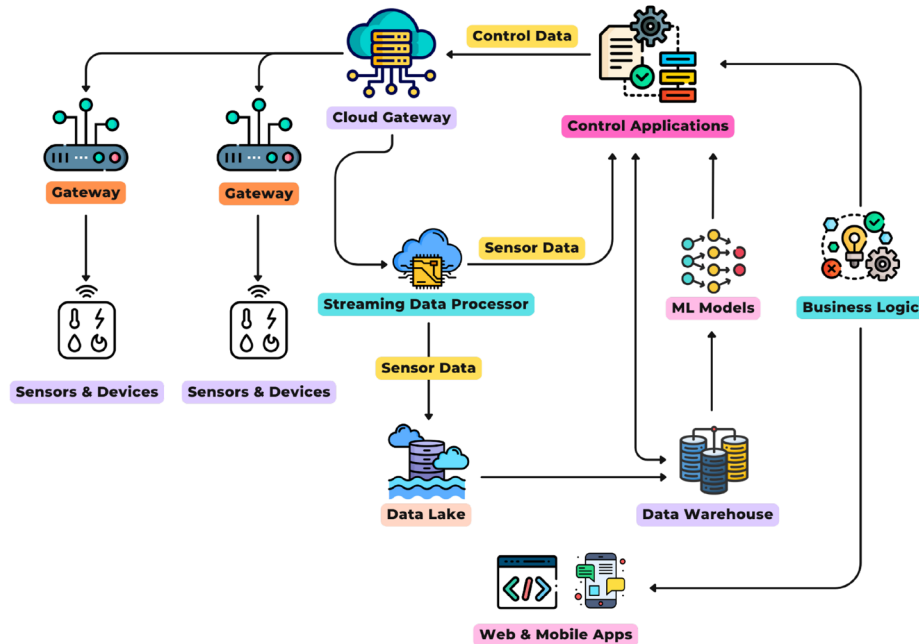 Control Data
Cloud Gateway
Control Applications
Gateway
Gateway
Sensor Data
Streaming Data Processor
ML Models
Business Logic
Sensor Data
Sensors & Devices
Sensors & Devices
Data Lake
Data Warehouse
Web & Mobile Apps